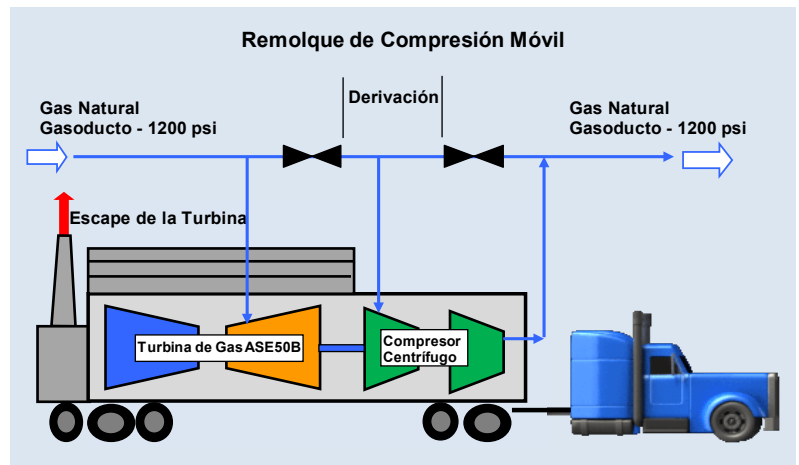 Remolque de Compresión Móvil
Derivación
Gas Natural
Gasoducto - 1200 psi
Gas Natural
Gasoducto - 1200 psi
Escape de la Turbina
Turbina de Gas ASE50B
Compresor
Centrífugo